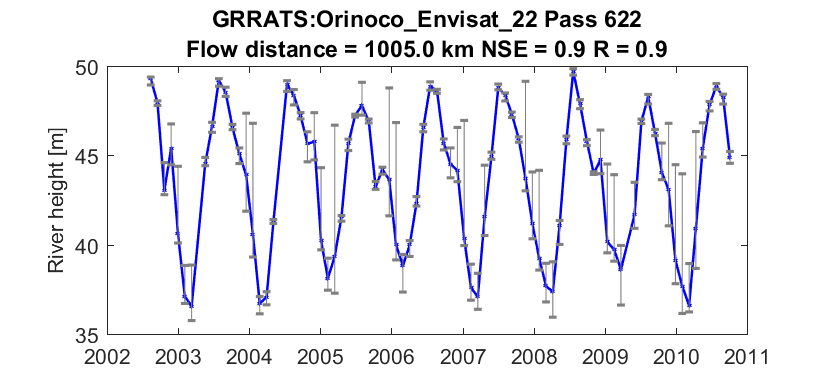 GRRATS:Orinoco_Envisat_22 Pass 622
Flow distance = 1005.0 km NSE = 0.9 R = 0.9
50
45
40
35
River height [m]
2002 2003 2004 2005 2006 2007 2008 2009 2010 2011